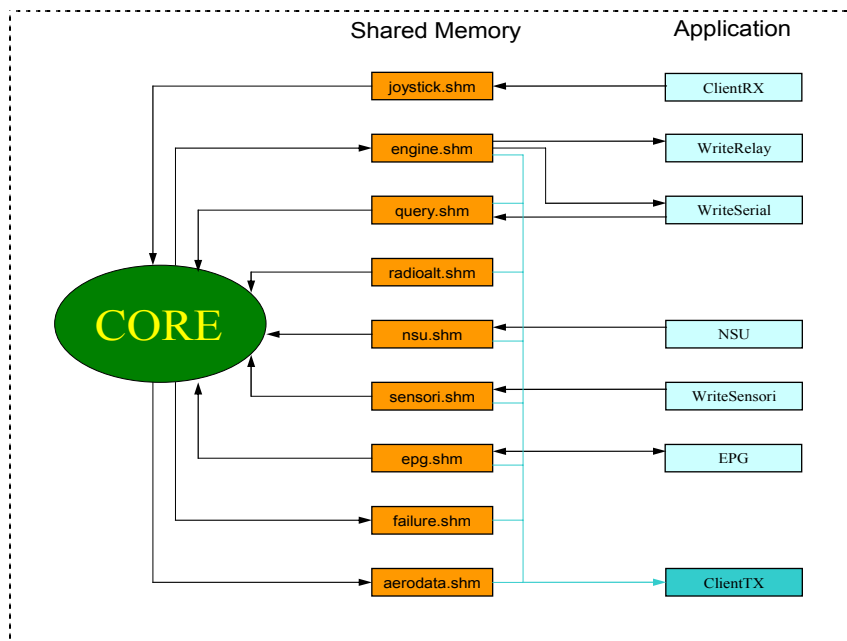 Shared Memory Application
joystick.shm ClientRX
engine.shm WriteRelay
query.shm WriteSerial
radioalt.shm
CORE
nsu.shm NSU
sensori.shm WriteSensori
epg.shm EPG
failure.shm
aerodata.shm ClientTX